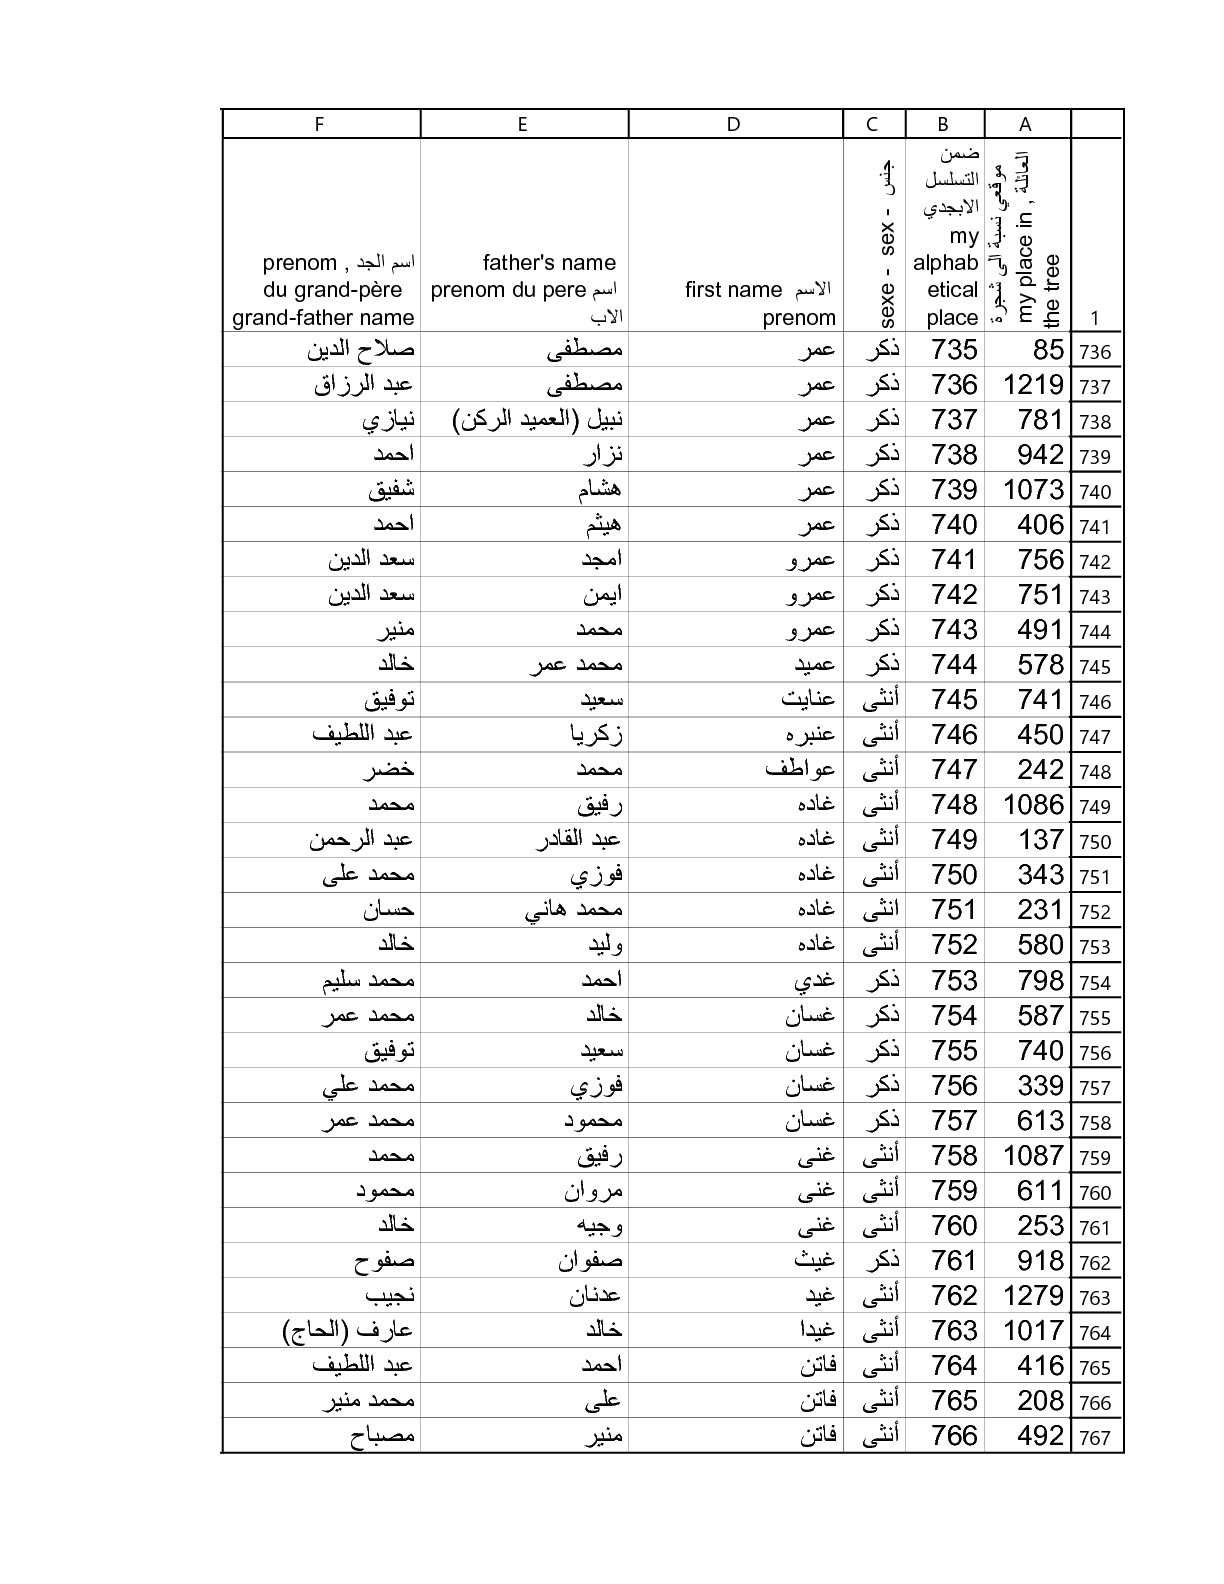 F E D C B A
اسم الجد , prenom du grand-père grand-father name
father's name prenom du pere اسم الاب
first name الاسم prenom
sexe - sex - جنس
ضمن التسلسل الابجدي my alphabetical place
موقعي نسبة الى شجرة العائلة , my place in the tree
1
صلاح الدين مصطفى عمر ذكر 735 85 736
عبد الرزاق مصطفى عمر ذكر 736 1219 737
نيازي نبيل (العميد الركن) عمر ذكر 737 781 738
احمد نزار عمر ذكر 738 942 739
شفيق هشام عمر ذكر 739 1073 740
احمد هيثم عمر ذكر 740 406 741
سعد الدين امجد عمرو ذكر 741 756 742
سعد الدين ايمن عمرو ذكر 742 751 743
منير محمد عمرو ذكر 743 491 744
خالد محمد عمر عميد ذكر 744 578 745
توفيق سعيد عنايت أنثى 745 741 746
عبد اللطيف زكريا عنبره أنثى 746 450 747
خضر محمد عواطف أنثى 747 242 748
محمد رفيق غاده أنثى 748 1086 749
عبد الرحمن عبد القادر غاده أنثى 749 137 750
محمد على فوزي غاده أنثى 750 343 751
حسان محمد هاني غاده انثى 751 231 752
خالد وليد غاده أنثى 752 580 753
محمد سليم احمد غدي ذكر 753 798 754
محمد عمر خالد غسان ذكر 754 587 755
توفيق سعيد غسان ذكر 755 740 756
محمد علي فوزي غسان ذكر 756 339 757
محمد عمر محمود غسان ذكر 757 613 758
محمد رفيق غنى أنثى 758 1087 759
محمود مروان غنى أنثى 759 611 760
خالد وجيه غنى أنثى 760 253 761
صفوح صفوان غيث ذكر 761 918 762
نجيب عدنان غيد أنثى 762 1279 763
عارف (الحاج) خالد غيدا أنثى 763 1017 764
عبد اللطيف احمد فاتن أنثى 764 416 765
محمد منير على فاتن أنثى 765 208 766
مصباح منير فاتن أنثى 766 492 767